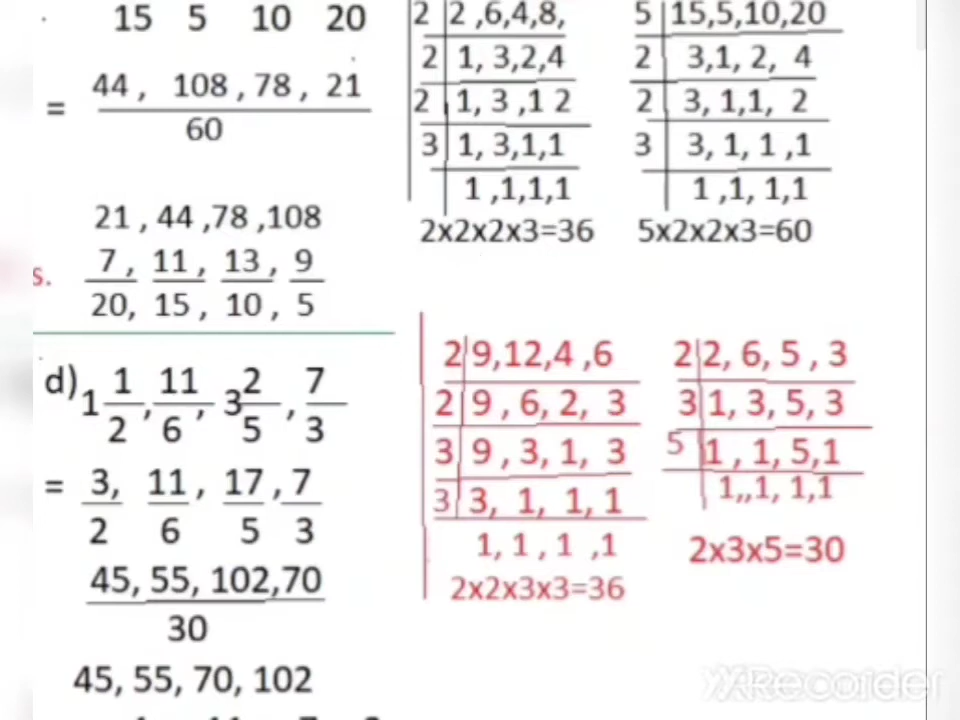 15 5 10 20
= 44 , 108 , 78 , 21
60
21 , 44 ,78 ,108
s. 7 , 11 , 13 , 9
20, 15 , 10 , 5
2 2 ,6,4,8,
2 1, 3,2,4
2 1, 3 ,1 2
3 1, 3,1,1
1 ,1,1,1
2x2x2x3=36
5 15,5,10,20
2 3,1, 2, 4
2 3, 1,1, 2
3 3, 1, 1 ,1
1 ,1, 1,1
5x2x2x3=60
d) 1 1/2 , 11/6 , 3 2/5 , 7/3
= 3, 11 , 17 , 7
2 6 5 3
45, 55, 102,70
30
45, 55, 70, 102
2 9,12,4 ,6
2 9 , 6, 2, 3
3 9 , 3, 1, 3
3 3, 1, 1, 1
1, 1 , 1 ,1
2x2x3x3=36
2 2, 6, 5 , 3
3 1, 3, 5, 3
5 1 , 1, 5,1
1,,1, 1,1
2x3x5=30
XRecorder